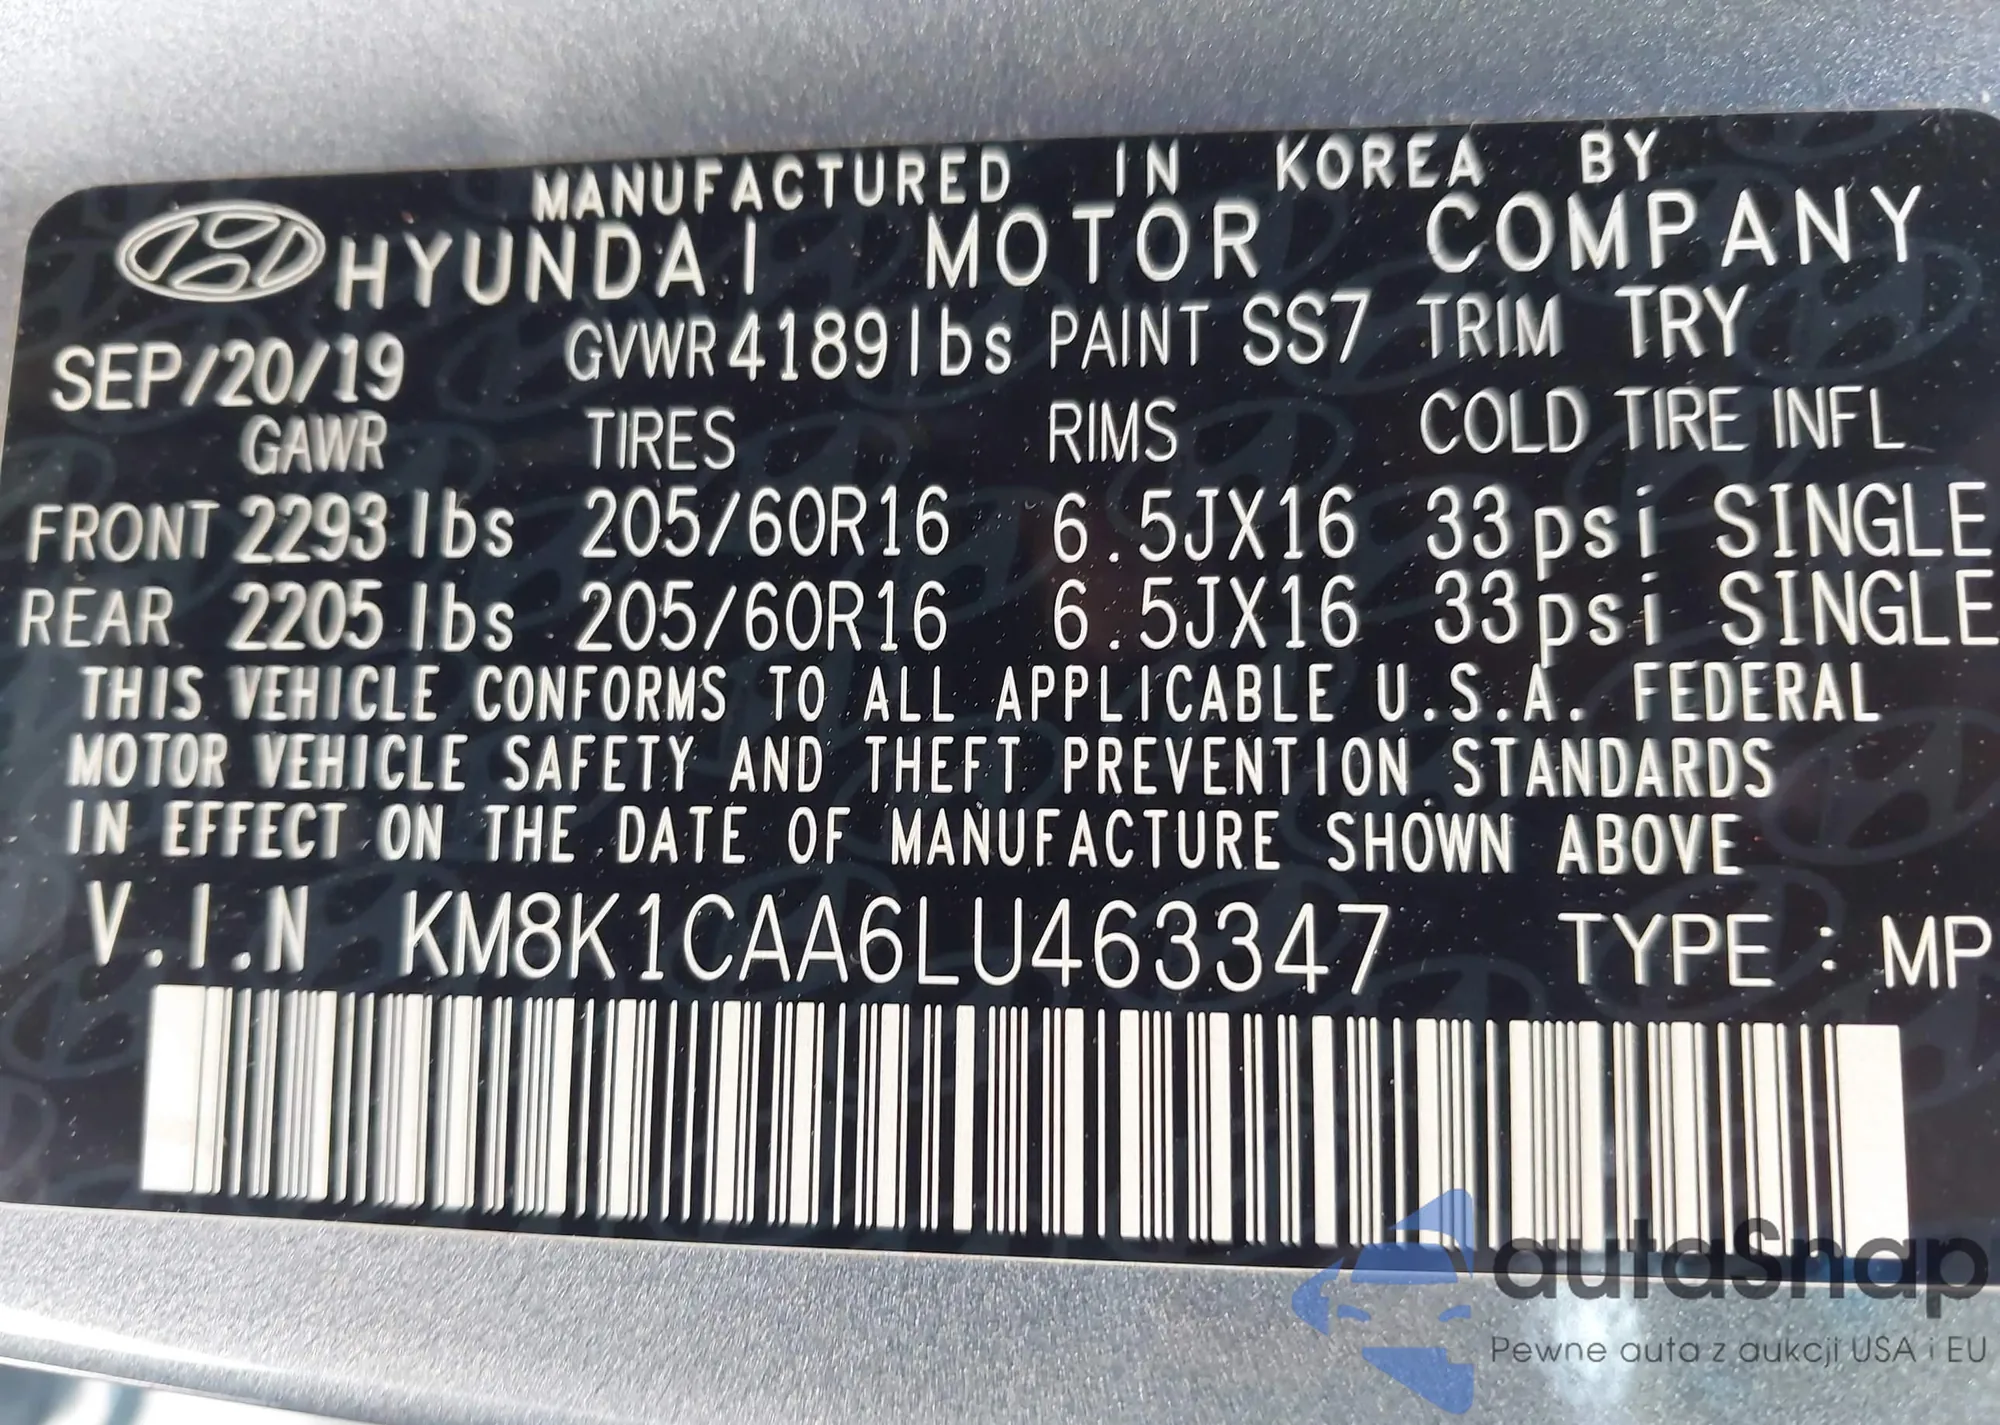 MANUFACTURED IN KOREA BY
HYUNDAI MOTOR COMPANY
SEP/20/19 GVWR 4189 lbs PAINT SS7 TRIM TRY
GAWR TIRES RIMS COLD TIRE INFL
FRONT 2293 lbs 205/60R16 6.5JX16 33 psi SINGLE
REAR 2205 lbs 205/60R16 6.5JX16 33 psi SINGLE
THIS VEHICLE CONFORMS TO ALL APPLICABLE U.S.A. FEDERAL
MOTOR VEHICLE SAFETY AND THEFT PREVENTION STANDARDS
IN EFFECT ON THE DATE OF MANUFACTURE SHOWN ABOVE
V.I.N KM8K1CAA6LU463347 TYPE : MP
autaSnap
Pewne auta z aukcji USA i EU